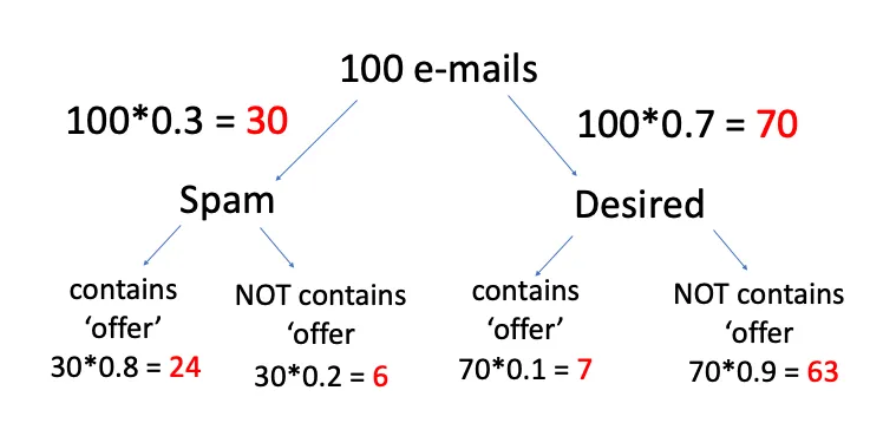 100 e-mails
100*0.3 = 30
100*0.7 = 70
Spam
Desired
contains
‘offer’
30*0.8 = 24
NOT contains
‘offer
30*0.2 = 6
contains
‘offer’
70*0.1 = 7
NOT contains
‘offer
70*0.9 = 63